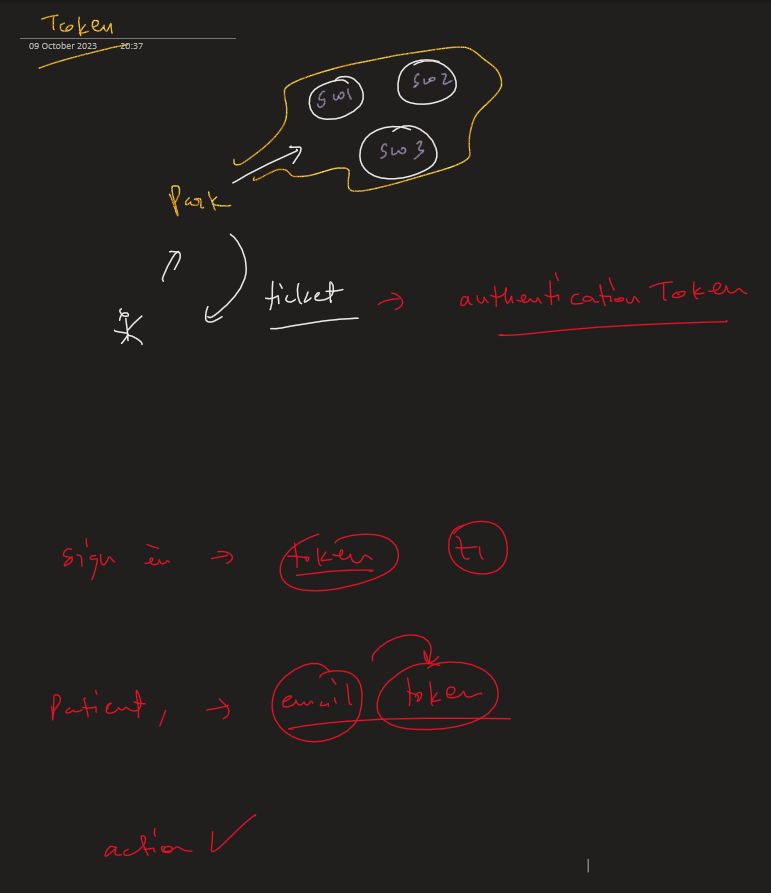 Token
09 October 2023 20:37
sw1 sw2
sw3
Park
ticket → authentication Token
sign in → token t1
Patient, → email token
action ✓